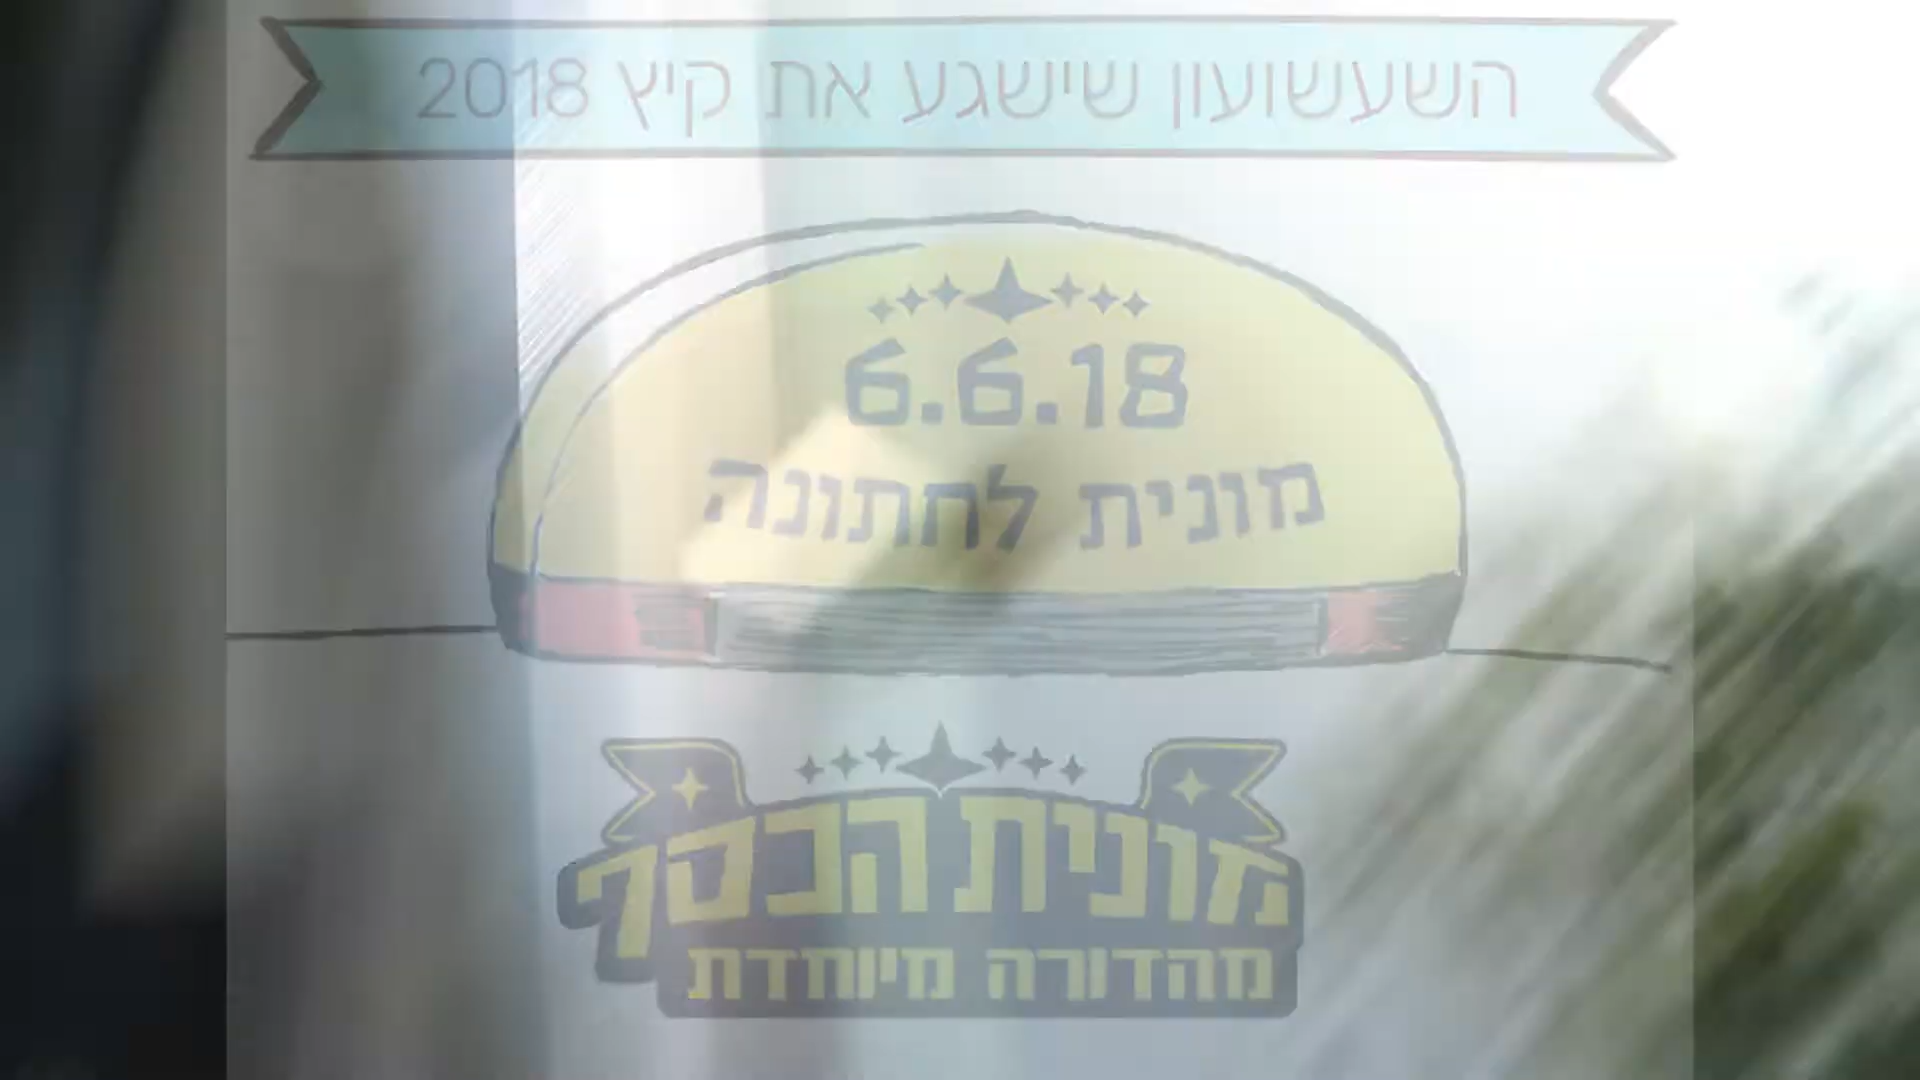 השעשועון שישגע את קיץ 2018
6.6.18
מונית לחתונה
מונית הכסף
מהדורה מיוחדת